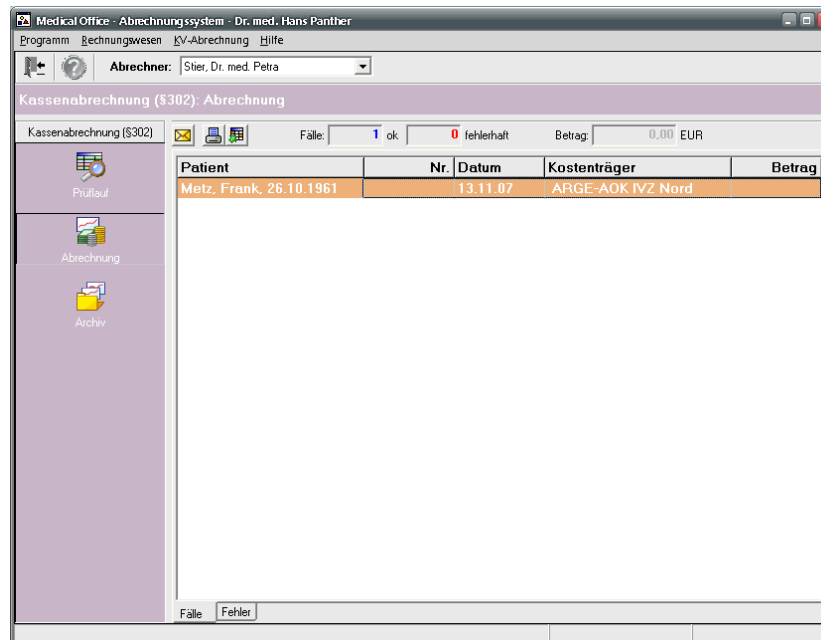 Medical Office - Abrechnungssystem - Dr. med. Hans Panther
Programm Rechnungswesen KV-Abrechnung Hilfe
Abrechner: Stier, Dr. med. Petra
Kassenabrechnung (§302): Abrechnung
Kassenabrechnung (§302)
Fälle: 1 ok 0 fehlerhaft Betrag: 0,00 EUR
Patient Nr. Datum Kostenträger Betrag
Metz, Frank, 26.10.1961 13.11.07 ARGE-AOK IVZ Nord
Prüflauf
Abrechnung
Archiv
Fälle Fehler